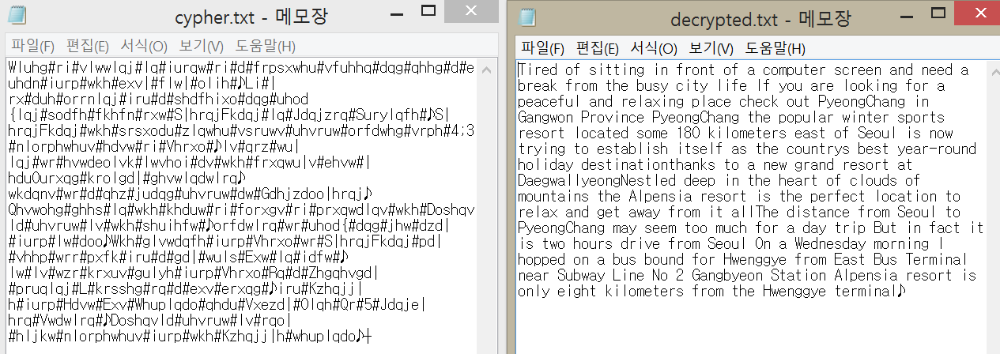 cypher.txt - 메모장
파일(F) 편집(E) 서식(O) 보기(V) 도움말(H)
Wluhg#ri#vlwwlqj#lq#iurqw#ri#d#frpsxwhu#vfuhhq#dqg#qhhg#d#e
uhdn#iurp#wkh#exv|#flw|#olih#♪Li#|
rx#duh#orrnlqj#iru#d#shdfhixo#dqg#uhod
{lqj#sodfh#fkhfn#rxw#S|hrqjFkdqj#lq#Jdqjzrq#Surylqfh#♪S|
hrqjFkdqj#wkh#srsxodu#zlqwhu#vsruwv#uhvruw#orfdwhg#vrph#4;3
#nlorphwhuv#hdvw#ri#Vhrxo#♪lv#qrz#wu|
lqj#wr#hvwdeolvk#lwvhoi#dv#wkh#frxqwu|v#ehvw#|
hdu0urxqg#krolgd|#ghvwlqdwlrq♪
wkdqnv#wr#d#qhz#judqg#uhvruw#dw#Gdhjzdoo|hrqj♪
Qhvwohg#ghhs#lq#wkh#khduw#ri#forxgv#ri#prxqwdlqv#wkh#Doshqv
ld#uhvruw#lv#wkh#shuihfw#♪orfdwlrq#wr#uhod{#dqg#jhw#dzd|
#iurp#lw#doo♪Wkh#glvwdqfh#iurp#Vhrxo#wr#S|hrqjFkdqj#pd|
#vhhp#wrr#pxfk#iru#d#gd|#wuls#Exw#lq#idfw#♪
lw#lv#wzr#krxuv#gulyh#iurp#Vhrxo#Rq#d#Zhgqhvgd|
#pruqlqj#L#krsshg#rq#d#exv#erxqg#♪iru#Kzhqjj|
h#iurp#Hdvw#Exv#Whuplqdo#qhdu#Vxezd|#Olqh#Qr#5#Jdqje|
hrq#Vwdwlrq#♪Doshqvld#uhvruw#lv#rqo|
#hljkw#nlorphwhuv#iurp#wkh#Kzhqjj|h#whuplqdo♪┼
decrypted.txt - 메모장
파일(F) 편집(E) 서식(O) 보기(V) 도움말(H)
Tired of sitting in front of a computer screen and need a
break from the busy city life If you are looking for a
peaceful and relaxing place check out PyeongChang in
Gangwon Province PyeongChang the popular winter sports
resort located some 180 kilometers east of Seoul is now
trying to establish itself as the countrys best year-round
holiday destinationthanks to a new grand resort at
DaegwallyeongNestled deep in the heart of clouds of
mountains the Alpensia resort is the perfect location to
relax and get away from it allThe distance from Seoul to
PyeongChang may seem too much for a day trip But in fact it
is two hours drive from Seoul On a Wednesday morning I
hopped on a bus bound for Hwenggye from East Bus Terminal
near Subway Line No 2 Gangbyeon Station Alpensia resort is
only eight kilometers from the Hwenggye terminal♪